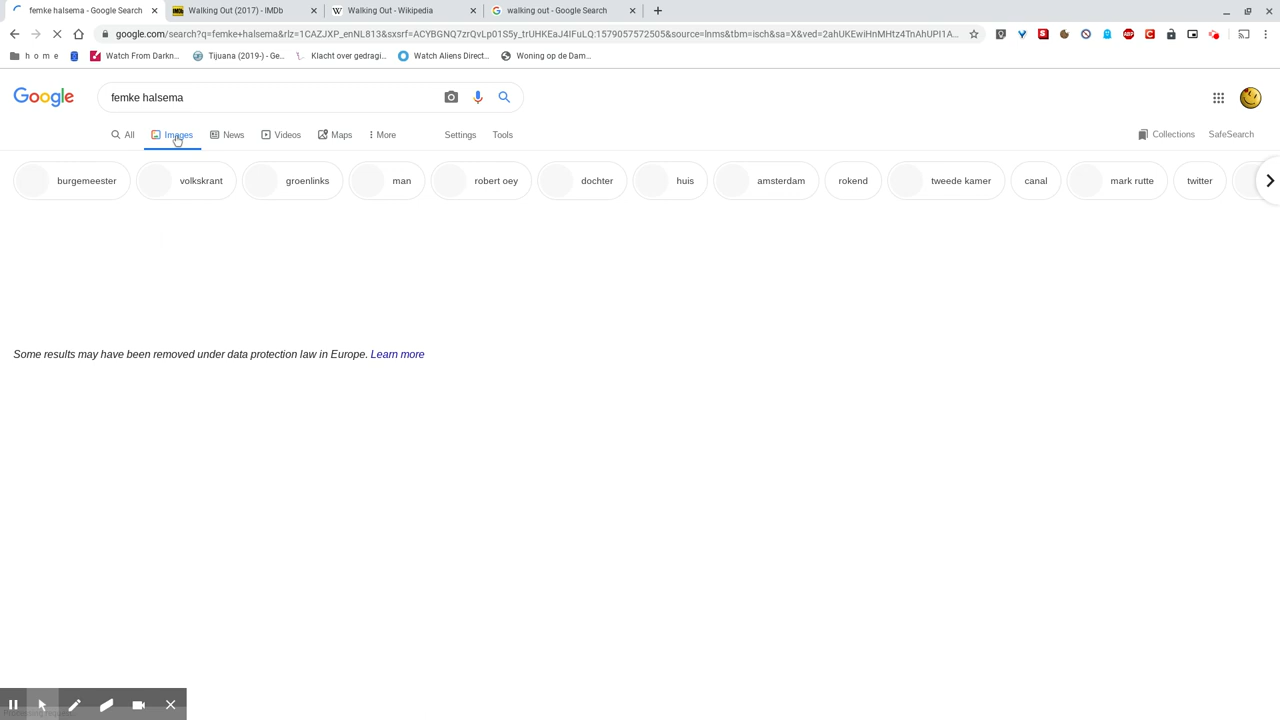 femke halsema - Google Search
Walking Out (2017) - IMDb
Walking Out - Wikipedia
walking out - Google Search
google.com/search?q=femke+halsema&rlz=1CAZJXP_enNL813&sxsrf=ACYBGNQ7zrQvLp01S5y_trUHKEaJ4IFuLQ:1579057572505&source=lnms&tbm=isch&sa=X&ved=2ahUKEwiHnMHtz4TnAhUPI1A...
h o m e
Watch From Darkn...
Tijuana (2019-) - Ge...
Klacht over gedragi...
Watch Aliens Direct...
Woning op de Dam...
Google
femke halsema
All Images News Videos Maps More Settings Tools
Collections SafeSearch
burgemeester volkskrant groenlinks man robert oey dochter huis amsterdam rokend tweede kamer canal mark rutte twitter
Some results may have been removed under data protection law in Europe. Learn more